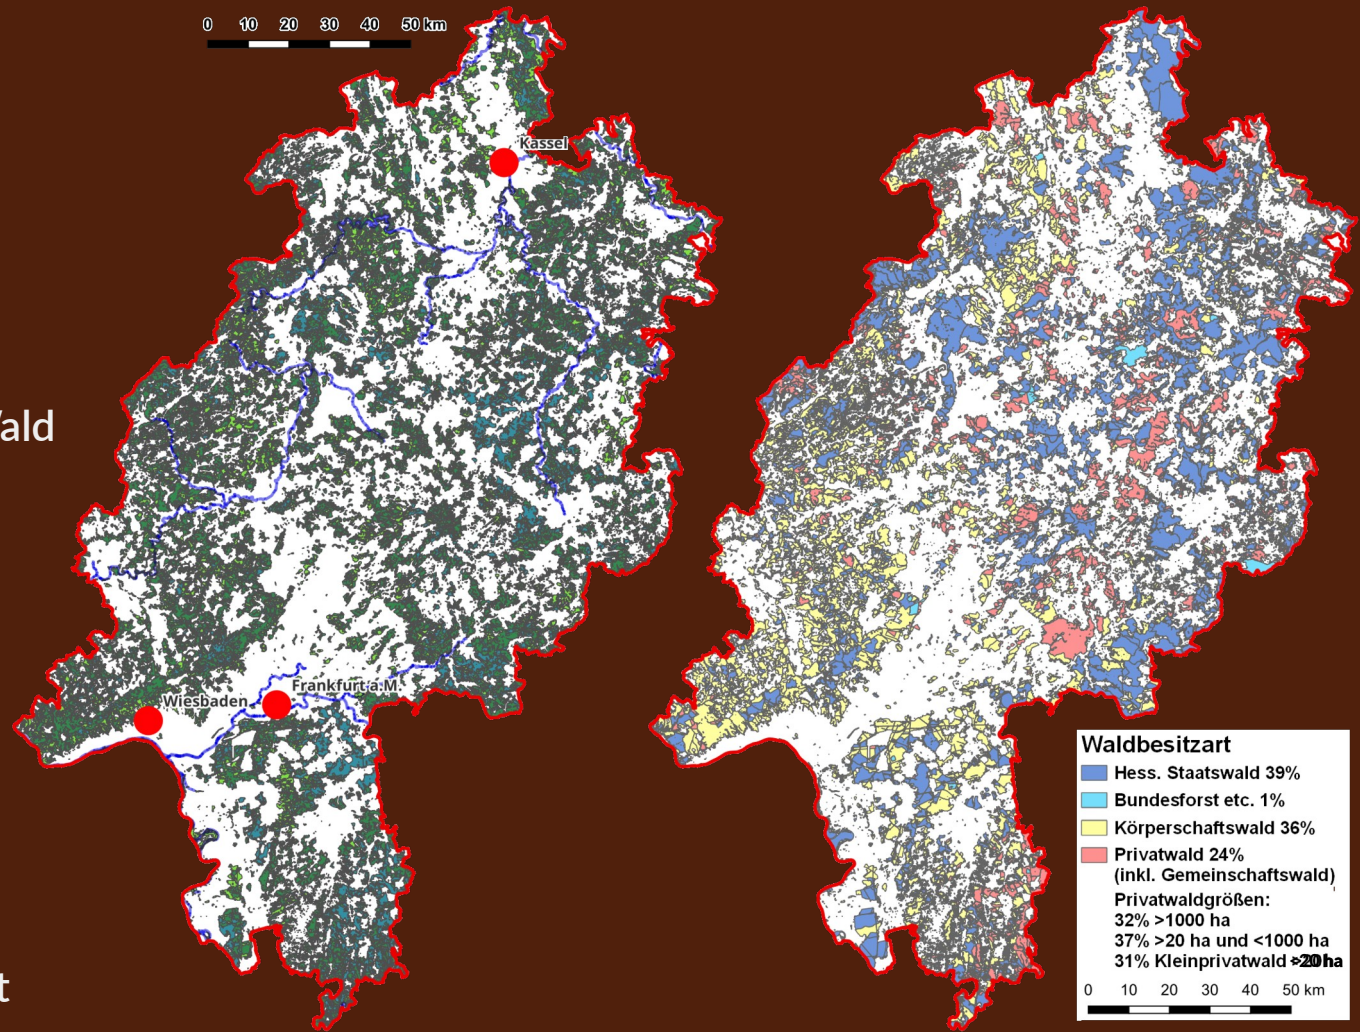 0 10 20 30 40 50 km
Kassel
ald
Wiesbaden
Frankfurt a.M.
t
Waldbesitzart
Hess. Staatswald 39%
Bundesforst etc. 1%
Körperschaftswald 36%
Privatwald 24%
(inkl. Gemeinschaftswald)
Privatwaldgrößen:
32% >1000 ha
37% >20 ha und <1000 ha
31% Kleinprivatwald
0 10 20 30 40 50 km